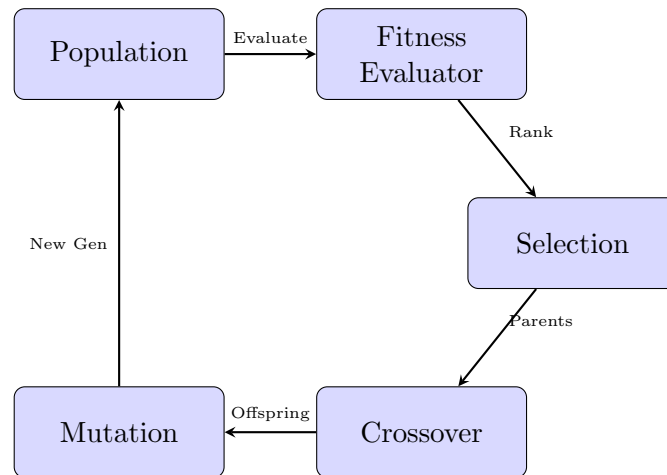 Population
Evaluate
Fitness
Evaluator
Rank
Selection
New Gen
Parents
Offspring
Mutation
Crossover